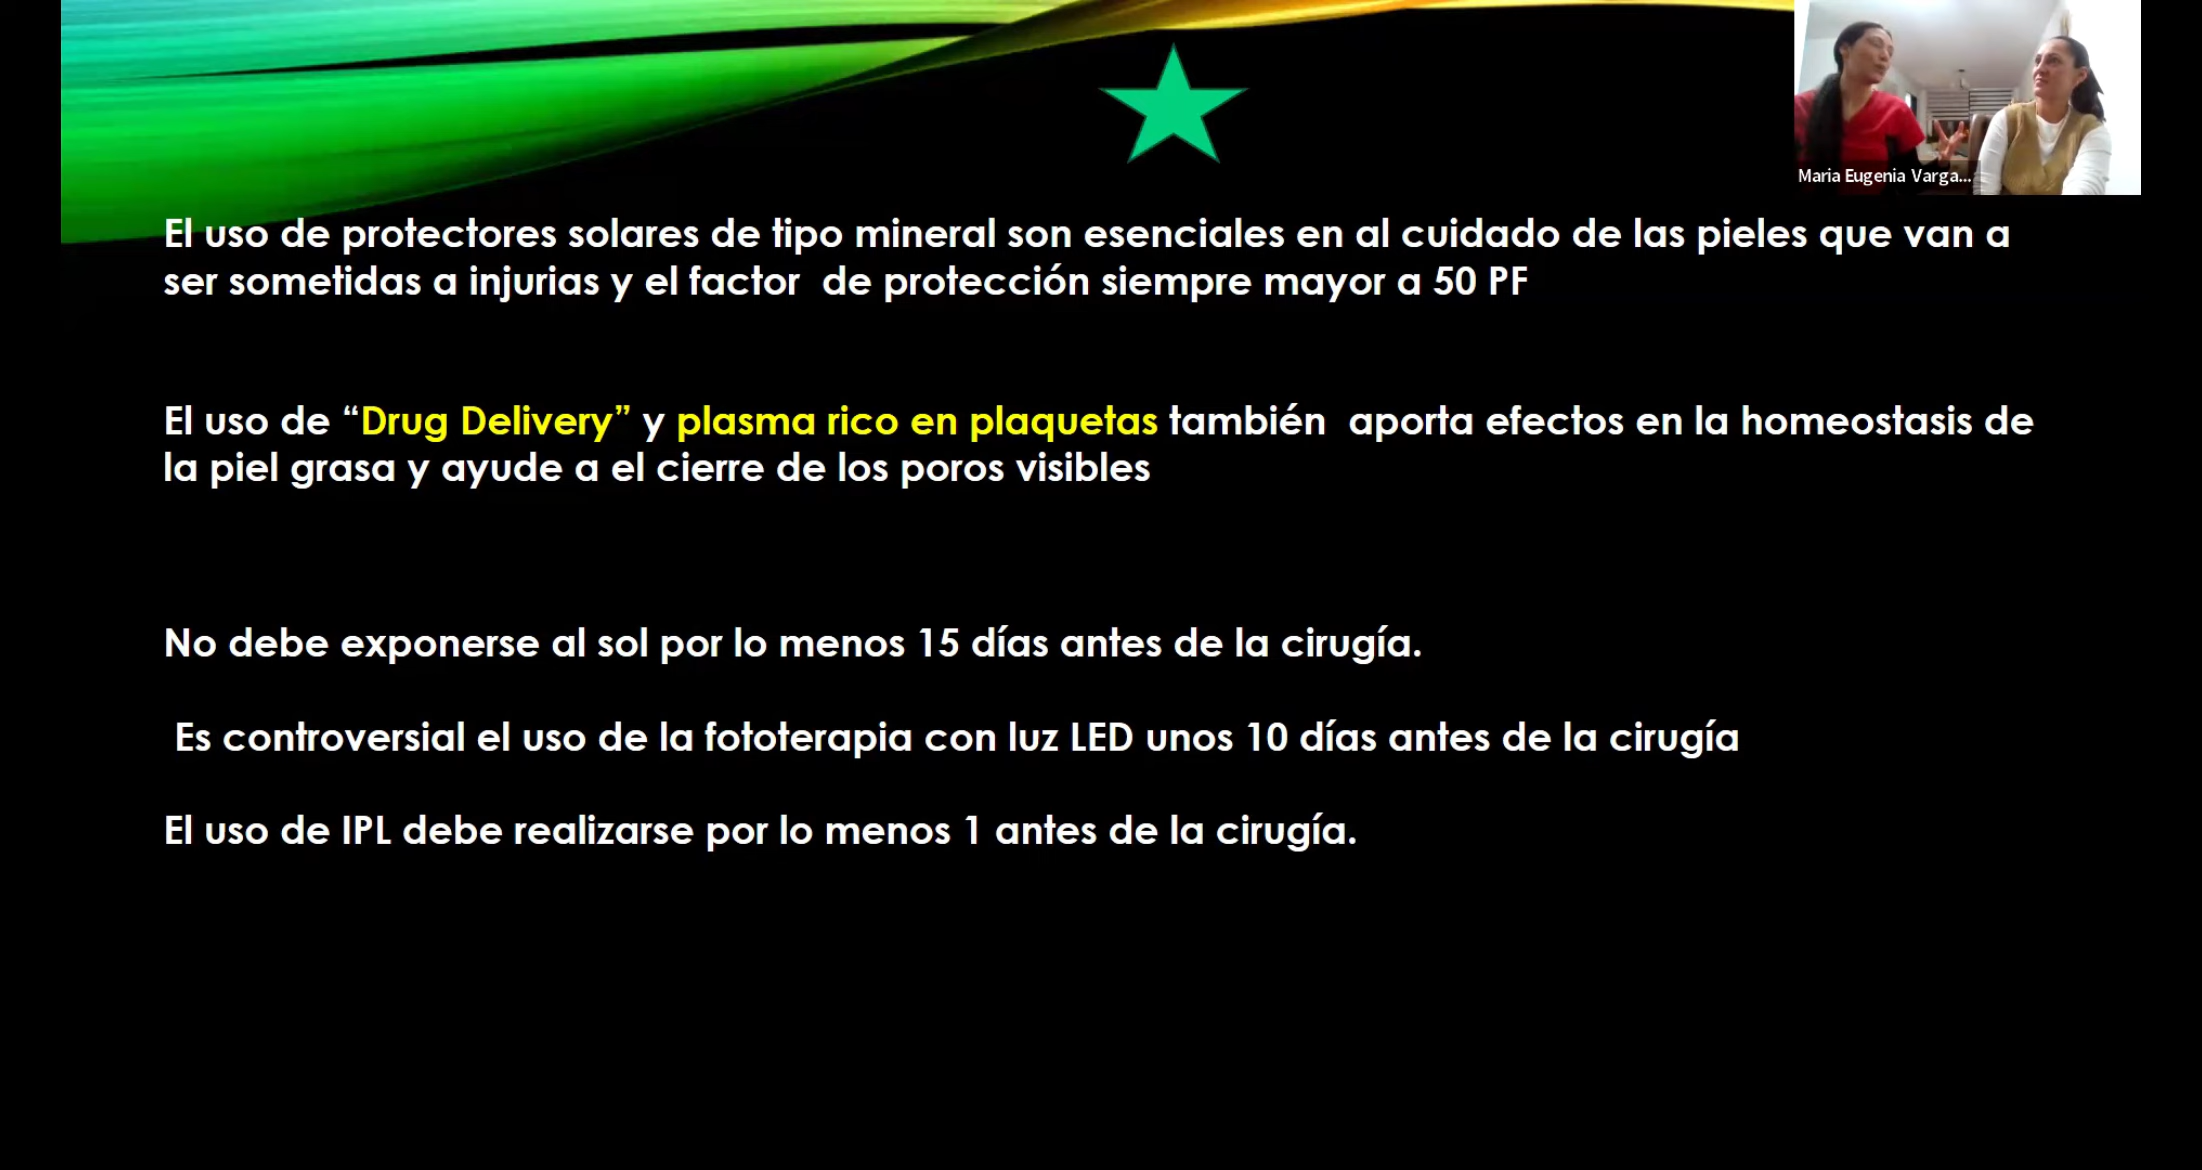 Maria Eugenia Varga...
El uso de protectores solares de tipo mineral son esenciales en al cuidado de las pieles que van a
ser sometidas a injurias y el factor  de protección siempre mayor a 50 PF
El uso de “Drug Delivery” y plasma rico en plaquetas también  aporta efectos en la homeostasis de
la piel grasa y ayude a el cierre de los poros visibles
No debe exponerse al sol por lo menos 15 días antes de la cirugía.
Es controversial el uso de la fototerapia con luz LED unos 10 días antes de la cirugía
El uso de IPL debe realizarse por lo menos 1 antes de la cirugía.